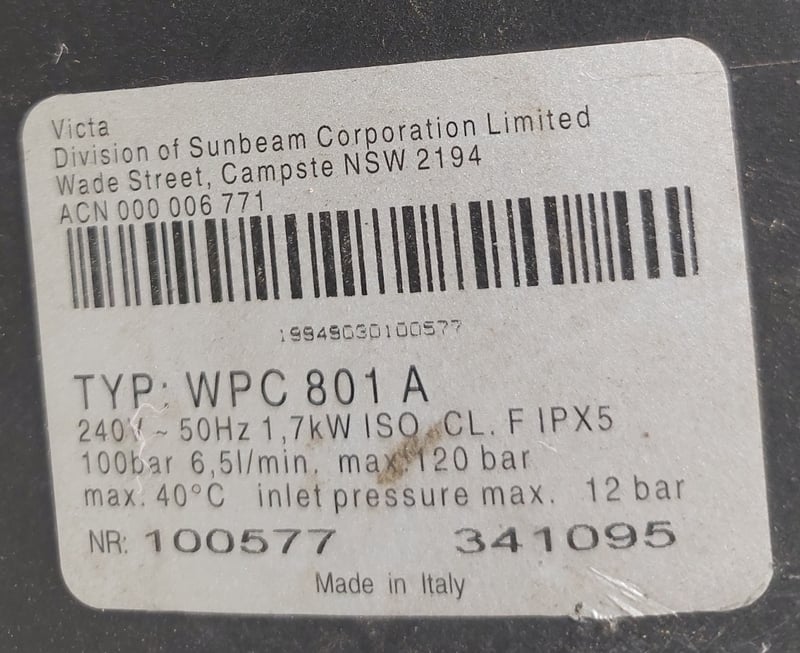 Victa
Division of Sunbeam Corporation Limited
Wade Street, Campste NSW 2194
ACN 000 006 771
19949030100577
TYP: WPC 801 A
240V ~ 50Hz 1,7kW ISO. CL. F IPX5
100bar 6,5l/min. max. 120 bar
max. 40°C inlet pressure max. 12 bar
NR: 100577 341095
Made in Italy